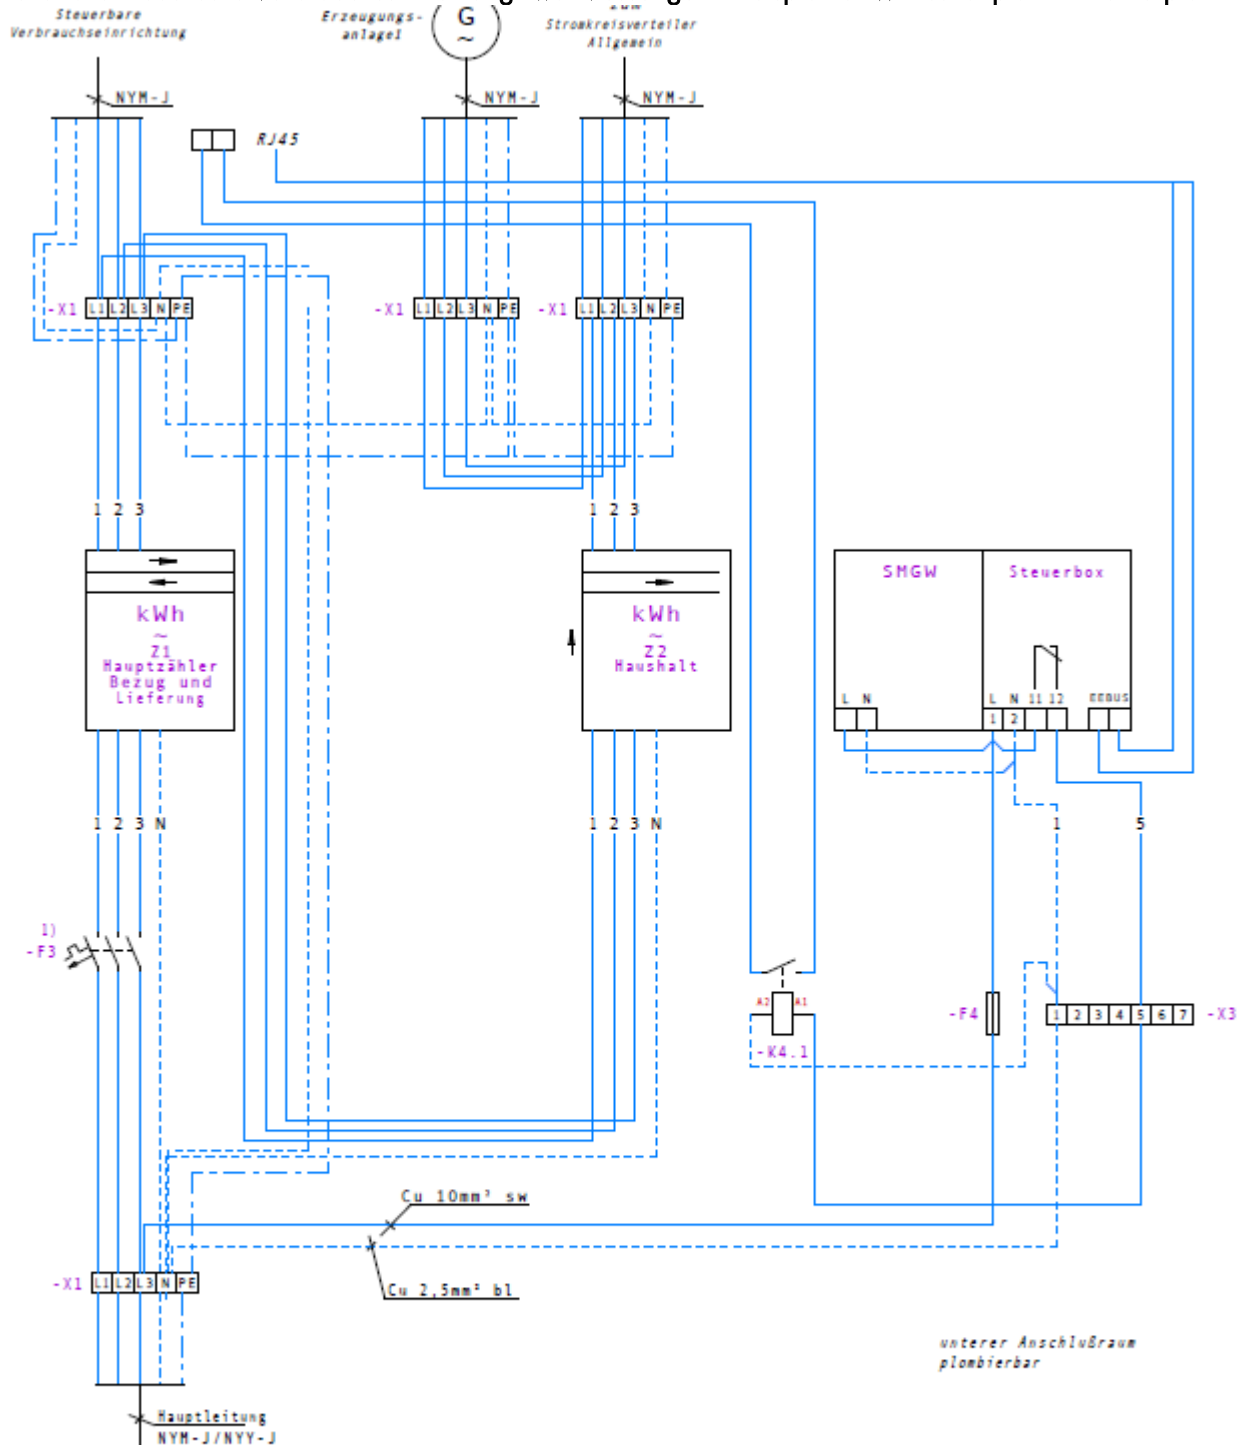 Steuerbare
Verbrauchseinrichtung
Erzeugungs-
anlage1
G
~
Stromkreisverteiler
Allgemein
NYM-J
NYM-J
NYM-J
RJ45
-X1 L1 L2 L3 N PE
-X1 L1 L2 L3 N PE
-X1 L1 L2 L3 N PE
1 2 3
1 2 3
kWh
~
Z1
Hauptzähler
Bezug und
Lieferung
kWh
~
Z2
Haushalt
SMGW
Steuerbox
L N
L N 11 12 EEBUS
1 2
1 2 3 N
1 2 3 N
1 5
1)
-F3
A2 A1
-K4.1
-F4
1 2 3 4 5 6 7 -X3
Cu 10mm² sw
Cu 2,5mm² bl
-X1 L1 L2 L3 N PE
unterer Anschlußraum
plombierbar
Hauptleitung
NYM-J/NYY-J